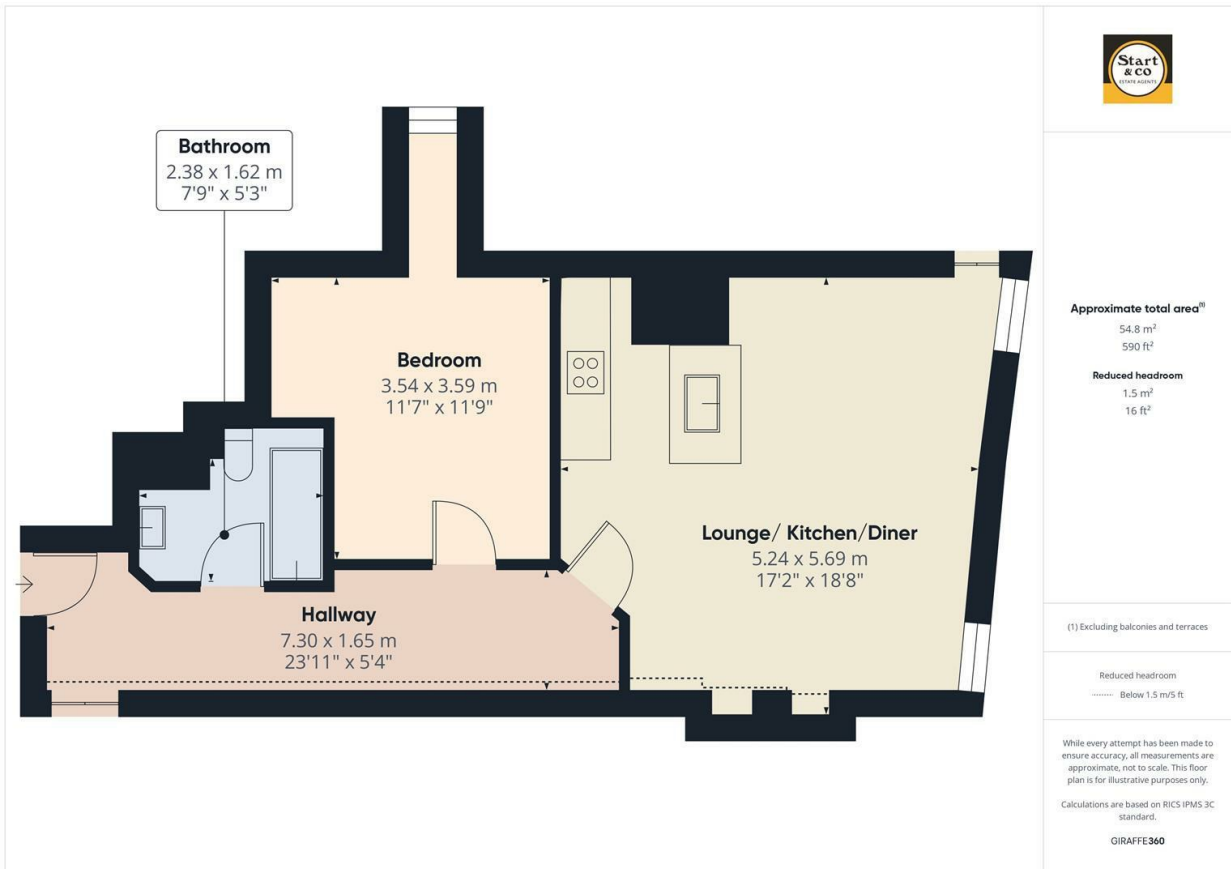 Bathroom
2.38 x 1.62 m
7'9" x 5'3"
Bedroom
3.54 x 3.59 m
11'7" x 11'9"
Lounge/ Kitchen/Diner
5.24 x 5.69 m
17'2" x 18'8"
Hallway
7.30 x 1.65 m
23'11" x 5'4"
Start
& CO
ESTATE AGENTS
Approximate total area(1)
54.8 m²
590 ft²
Reduced headroom
1.5 m²
16 ft²
(1) Excluding balconies and terraces
Reduced headroom
Below 1.5 m/5 ft
While every attempt has been made to
ensure accuracy, all measurements are
approximate, not to scale. This floor
plan is for illustrative purposes only.
Calculations are based on RICS IPMS 3C
standard.
GIRAFFE360